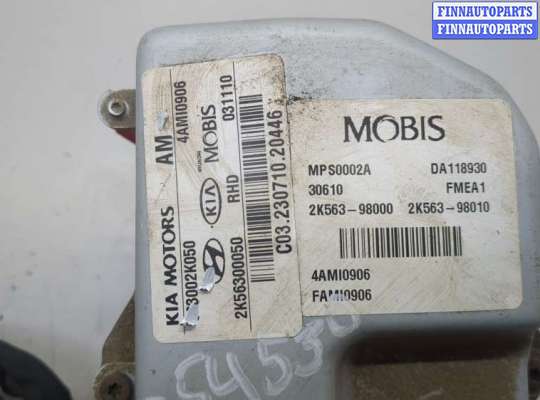 FINNAUTOPARTS
FINNAUTOPARTS
KIA MOTORS AM
3002K050 4AMI0906
KIA MOBIS
RHD 031110
2K56300050
C03.230710.20446
MOBIS
MPS0002A DA118930
30610 FMEA1
2K563-98000 2K563-98010
4AMI0906
FAMI0906